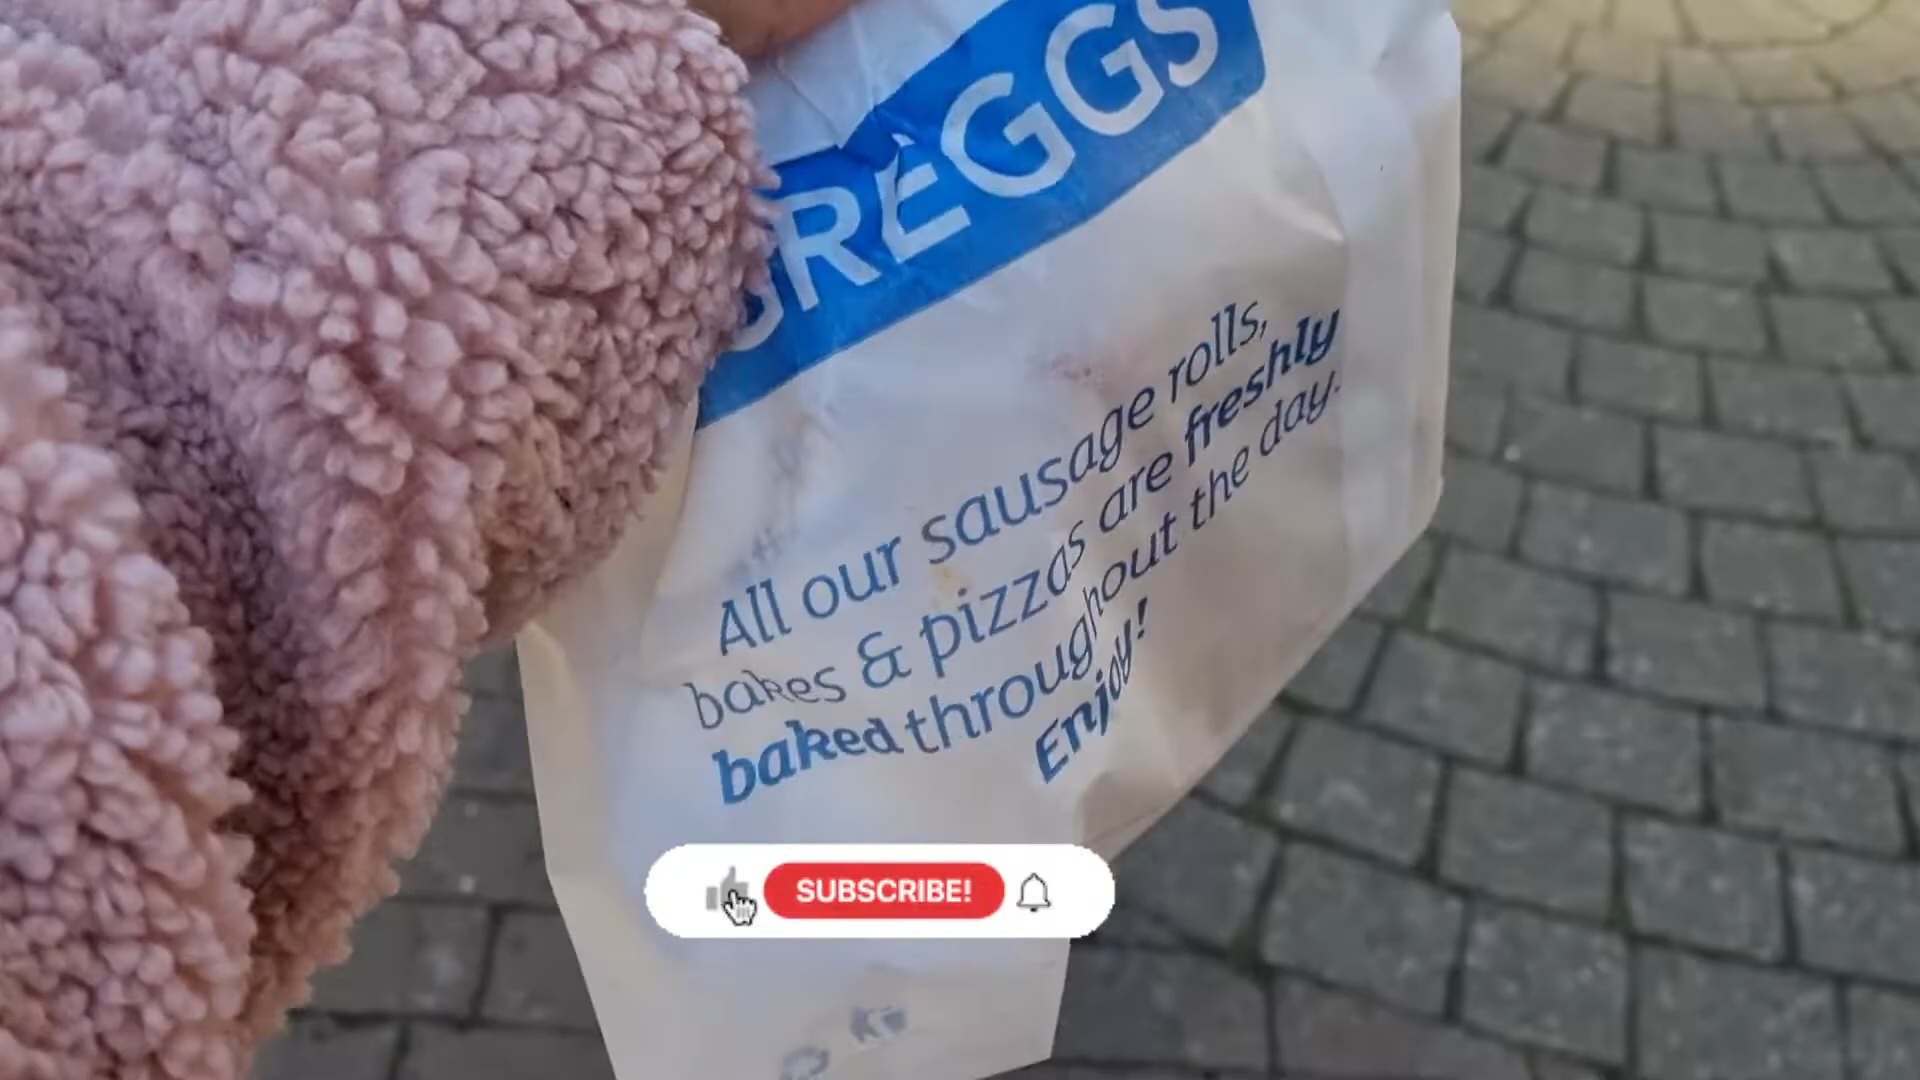 GREGGS
All our sausage rolls,
bakes & pizzas are freshly
baked throughout the day.
Enjoy!
SUBSCRIBE!